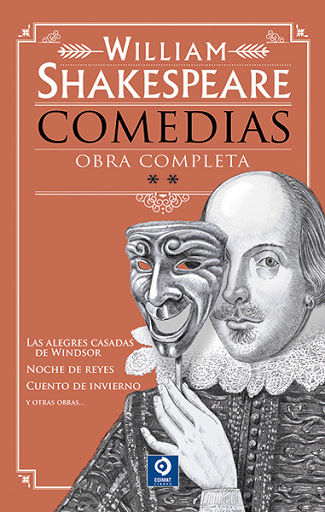 WILLIAM
SHAKESPEARE
COMEDIAS
OBRA COMPLETA
**
LAS ALEGRES CASADAS
DE WINDSOR
NOCHE DE REYES
CUENTO DE INVIERNO
Y OTRAS OBRAS...
EDIMAT
LIBROS